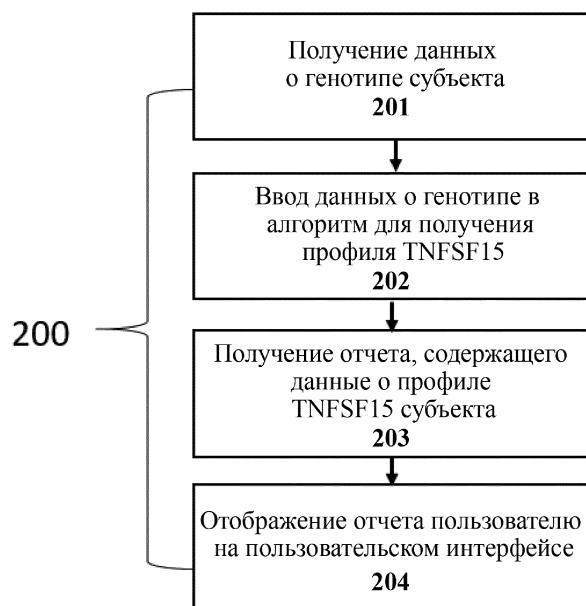 Получение данных
о генотипе субъекта
201
Ввод данных о генотипе в
алгоритм для получения
профиля TNFSF15
202
200
Получение отчета, содержащего
данные о профиле
TNFSF15 субъекта
203
Отображение отчета пользователю
на пользовательском интерфейсе
204